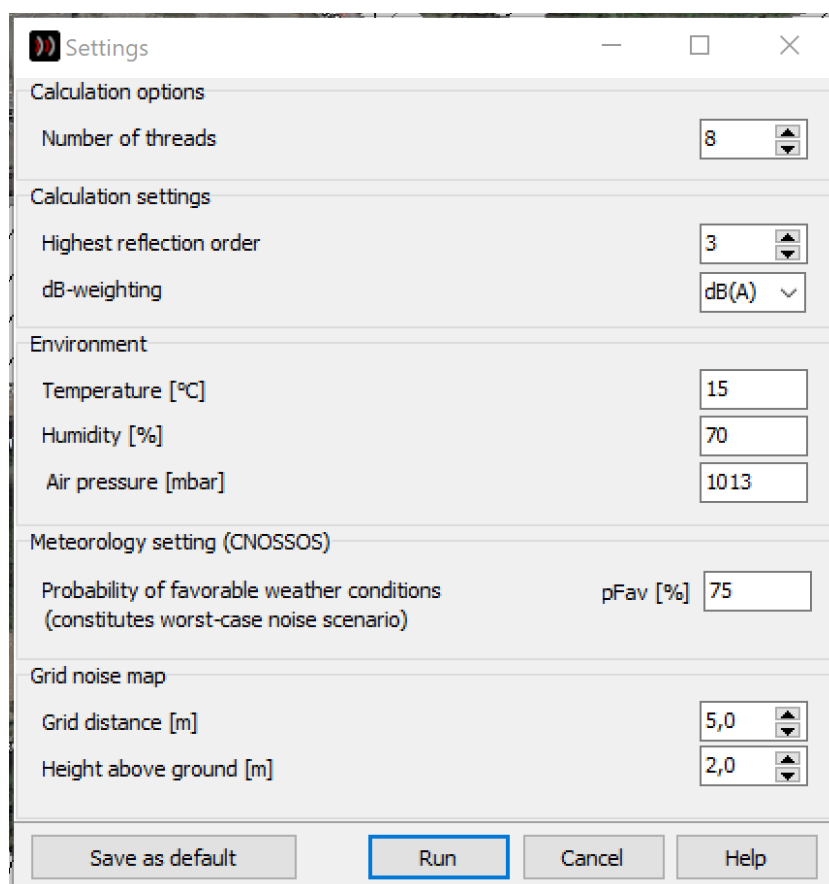 Settings
Calculation options
Number of threads 8
Calculation settings
Highest reflection order 3
dB-weighting dB(A)
Environment
Temperature [°C] 15
Humidity [%] 70
Air pressure [mbar] 1013
Meteorology setting (CNOSSOS)
Probability of favorable weather conditions pFav [%] 75
(constitutes worst-case noise scenario)
Grid noise map
Grid distance [m] 5,0
Height above ground [m] 2,0
Save as default Run Cancel Help